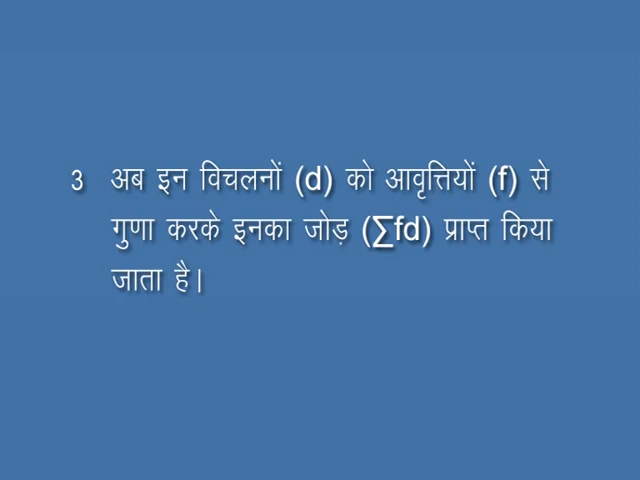 3 अब इन विचलनों (d) को आवृत्तियों (f) से
गुणा करके इनका जोड़ (∑fd) प्राप्त किया
जाता है।